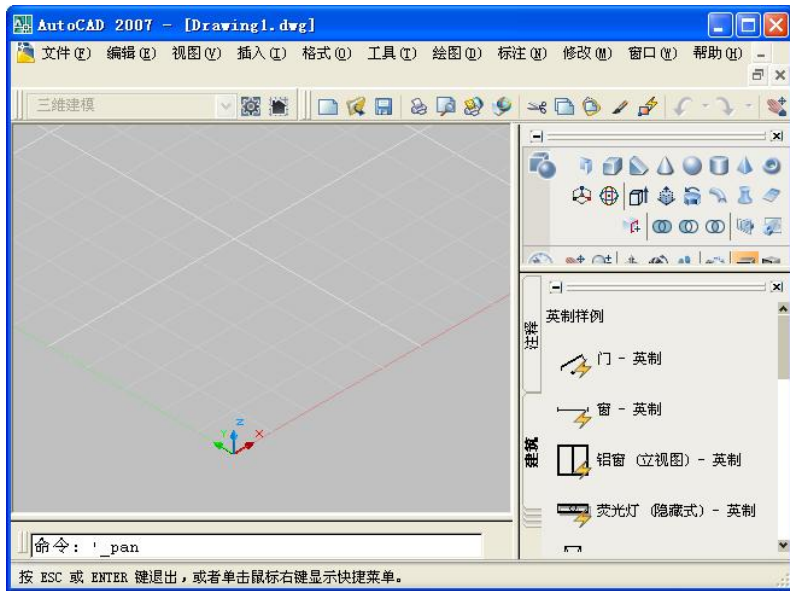 AutoCAD 2007 - [Drawing1.dwg]
文件(F) 编辑(E) 视图(V) 插入(I) 格式(O) 工具(T) 绘图(D) 标注(N) 修改(M) 窗口(W) 帮助(H)
三维建模
Z
Y X
英制样例
注释
门 - 英制
窗 - 英制
建筑
铝窗 (立视图) - 英制
荧光灯 (隐藏式) - 英制
命令: '_pan
按 ESC 或 ENTER 键退出，或者单击鼠标右键显示快捷菜单。